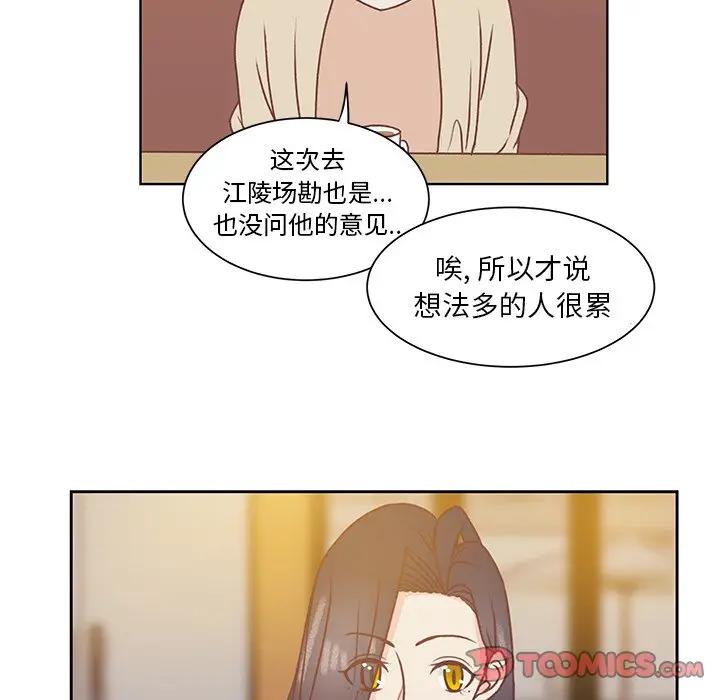 这次去
江陵场勘也是...
也没问他的意见..
唉, 所以才说
想法多的人很累
TOOMICS.COM